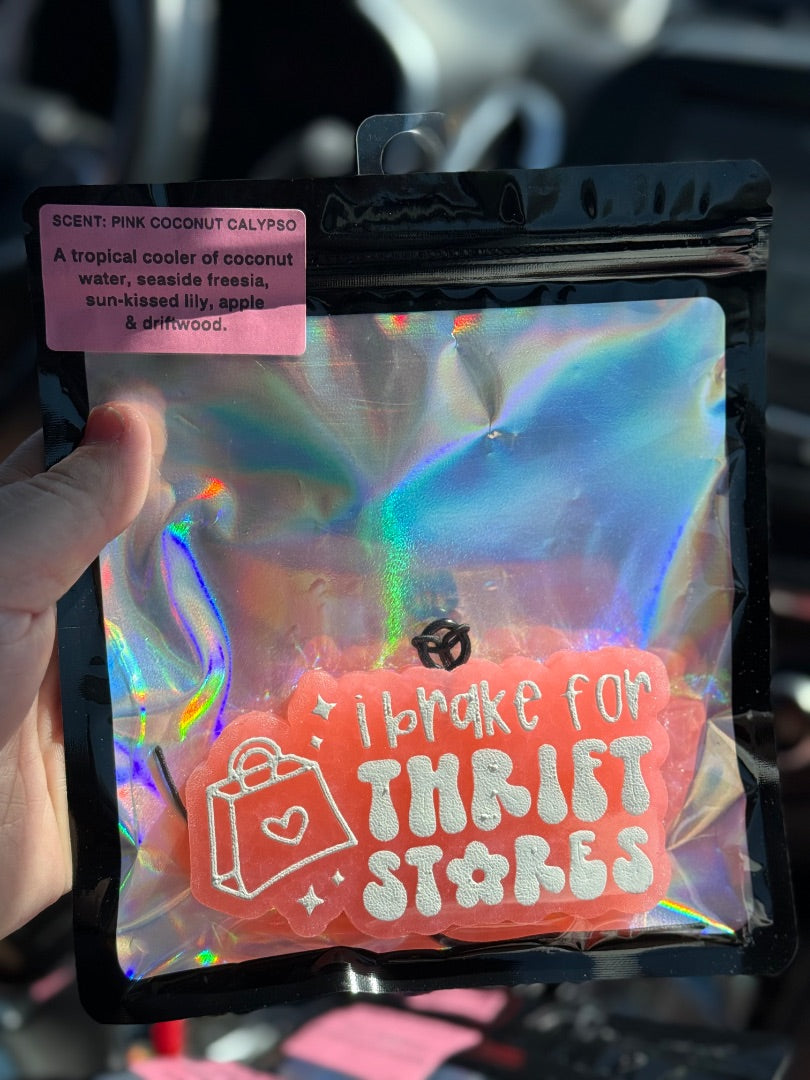 SCENT: PINK COCONUT CALYPSO
A tropical cooler of coconut
water, seaside freesia,
sun-kissed lily, apple
& driftwood.
i brake for
THRIFT
STORES